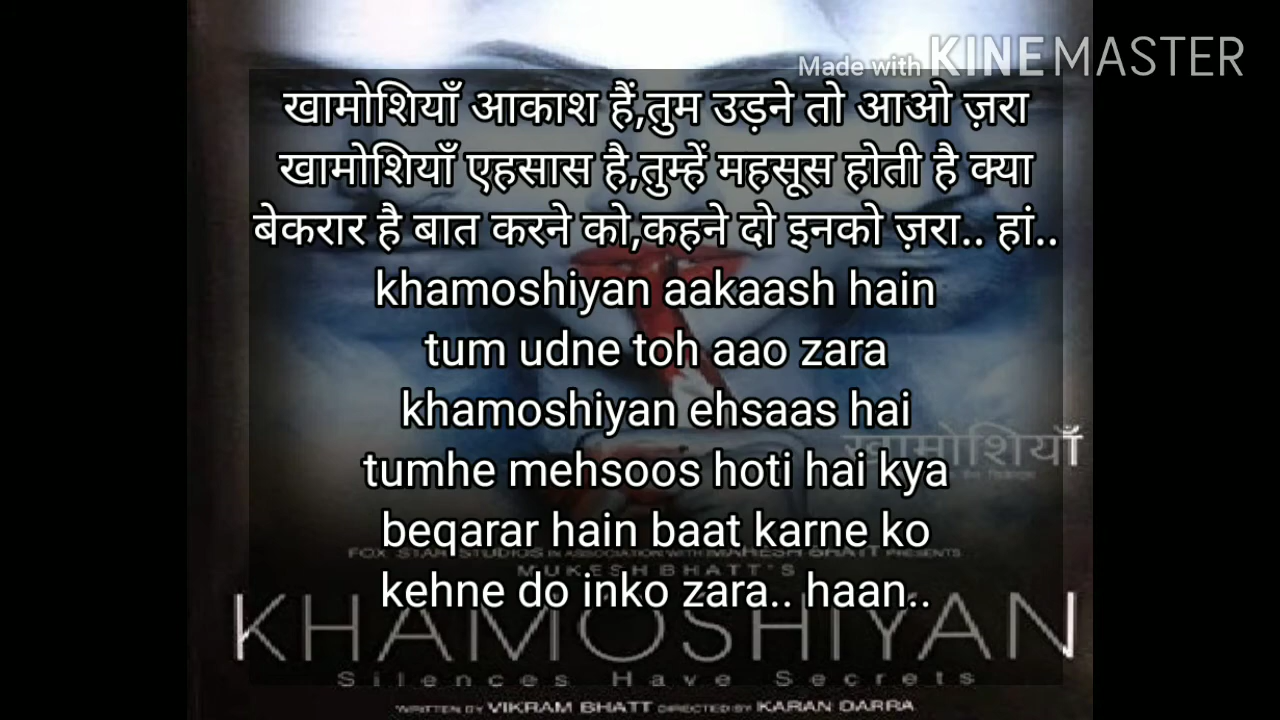 Made with KINEMASTER
खामोशियाँ आकाश हैं,तुम उड़ने तो आओ ज़रा
खामोशियाँ एहसास है,तुम्हें महसूस होती है क्या
बेकरार है बात करने को,कहने दो इनको ज़रा.. हां..
khamoshiyan aakaash hain
tum udne toh aao zara
khamoshiyan ehsaas hai
खामोशियाँ
tumhe mehsoos hoti hai kya
beqarar hain baat karne ko
FOX STAR STUDIOS IN ASSOCIATION WITH MAHESH BHATT PRESENTS
MUKESH BHATT'S
kehne do inko zara.. haan..
KHAMOSHIYAN
Silences Have Secrets
WRITTEN BY VIKRAM BHATT DIRECTED BY KARAN DARRA